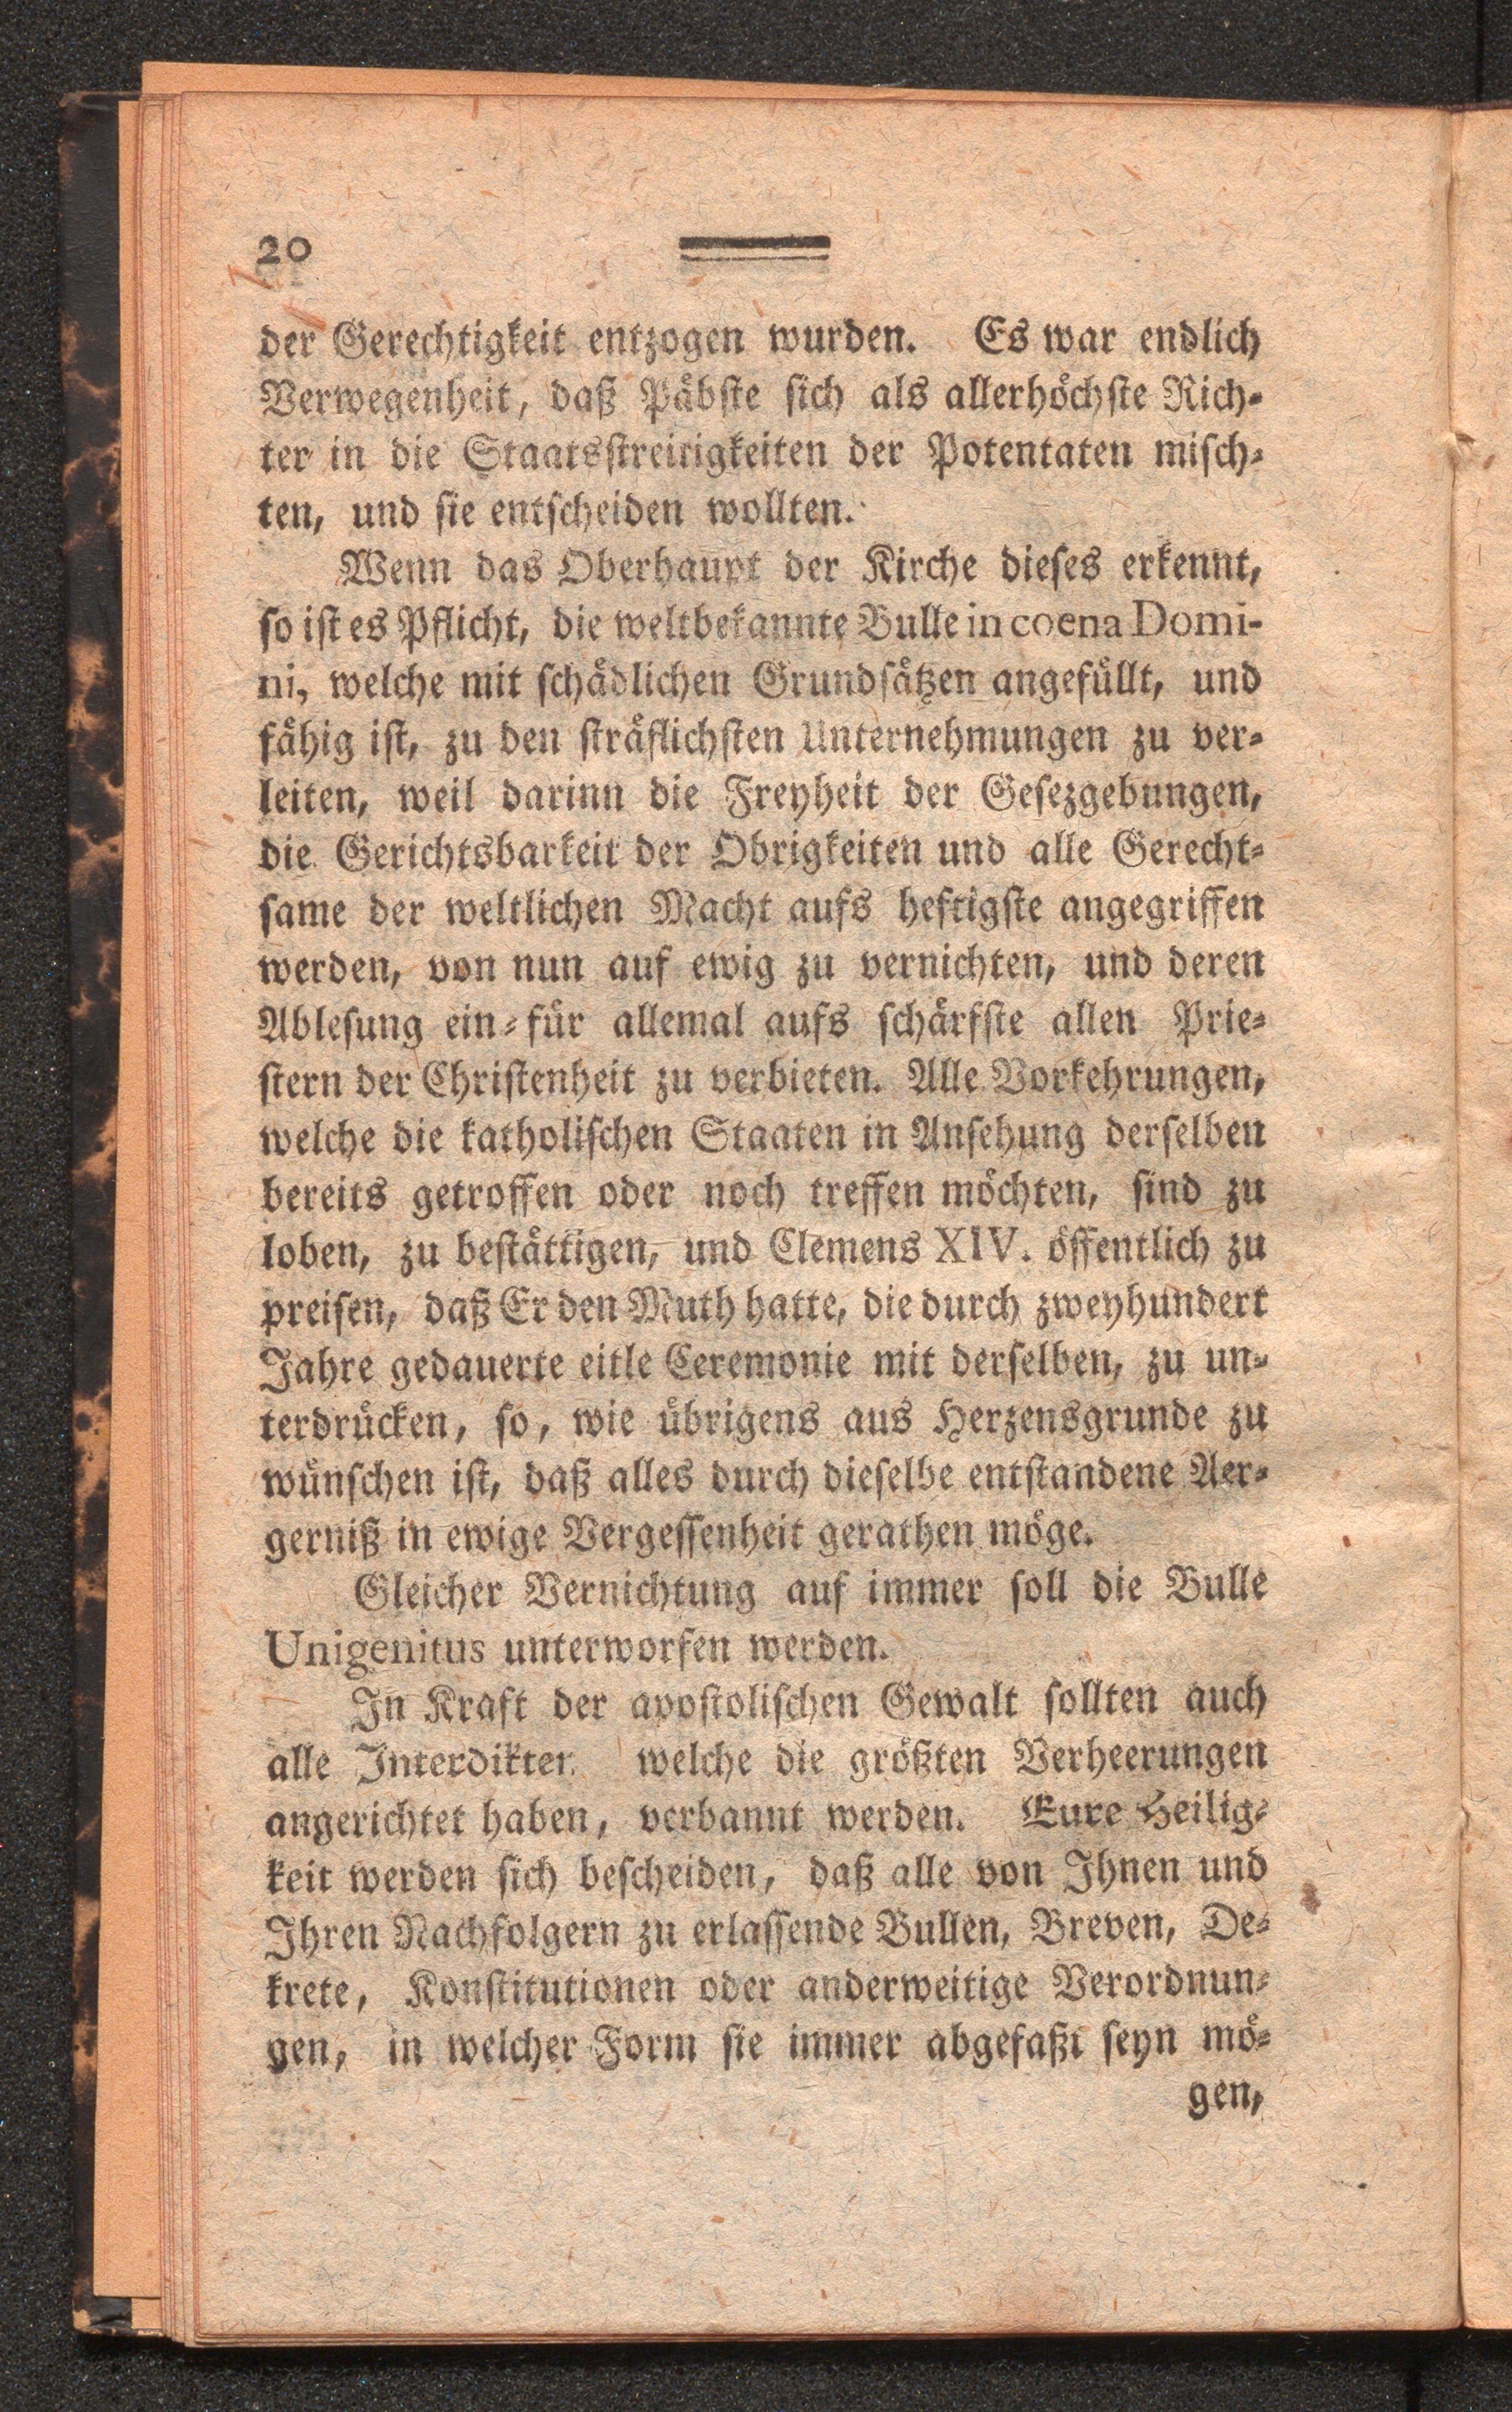 20
der Gerechtigkeit entzogen wurden. Es war endlich
Verwegenheit, daß Päbste sich als allerhöchste Rich-
ter in die Staatsstreitigkeiten der Potentaten misch-
ten, und sie entscheiden wollten.
Wenn das Oberhaupt der Kirche dieses erkennt,
so ist es Pflicht, die weltbekannte Bulle in coena Domi-
ni, welche mit schädlichen Grundsätzen angefüllt, und
fähig ist, zu den sträflichsten Unternehmungen zu ver-
leiten, weil darinn die Freyheit der Gesezgebungen,
die Gerichtsbarkeit der Obrigkeiten und alle Gerecht-
same der weltlichen Macht aufs heftigste angegriffen
werden, von nun auf ewig zu vernichten, und deren
Ablesung ein-für allemal aufs schärfste allen Prie-
stern der Christenheit zu verbieten. Alle Vorkehrungen,
welche die katholischen Staaten in Ansehung derselben
bereits getroffen oder noch treffen möchten, sind zu
loben, zu bestättigen, und Clemens XIV. öffentlich zu
preisen, daß Er den Muth hatte, die durch zweyhundert
Jahre gedauerte eitle Ceremonie mit derselben, zu un-
terdrücken, so, wie übrigens aus Herzensgrunde zu
wünschen ist, daß alles durch dieselbe entstandene Aer-
gerniß in ewige Vergessenheit gerathen möge.
Gleicher Vernichtung auf immer soll die Bulle
Unigenitus unterworfen werden.
In Kraft der apostolischen Gewalt sollten auch
alle Interdikten welche die größten Verheerungen
angerichtet haben, verbannt werden. Eure Heilig-
keit werden sich bescheiden, daß alle von Ihnen und
Ihren Nachfolgern zu erlassende Bullen, Breven, De-
krete, Konstitutionen oder anderweitige Verordnun-
gen, in welcher Form sie immer abgefaßt seyn mö-
gen,